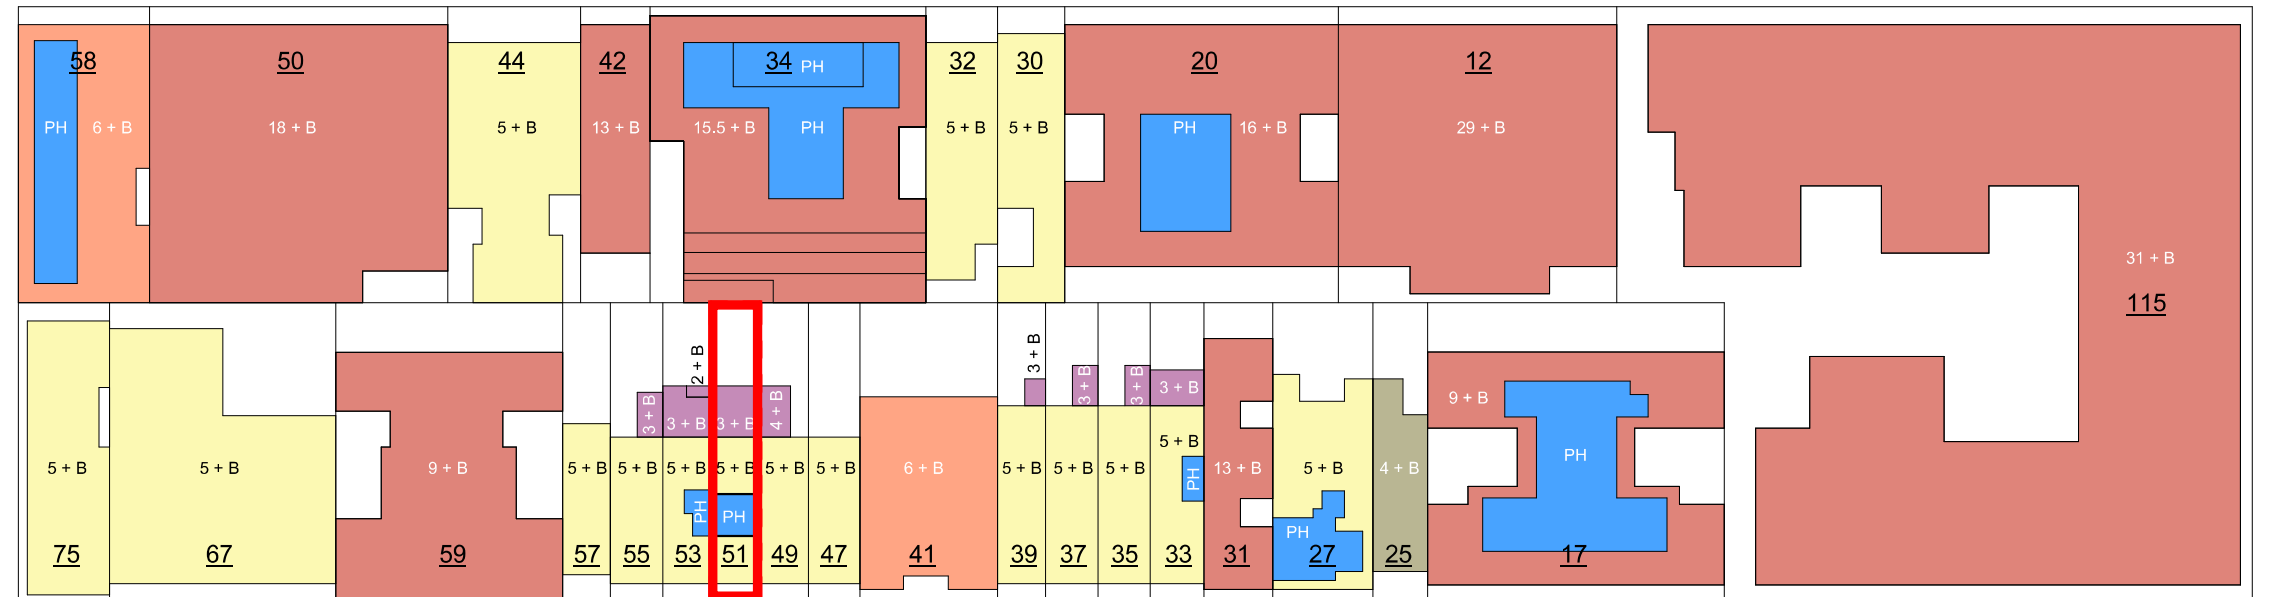 58
50
44
42
34
PH
32
30
20
12
PH
6 + B
18 + B
5 + B
13 + B
15.5 + B
PH
5 + B
5 + B
PH
16 + B
29 + B
31 + B
115
2 + B
3 + B
3 + B
3 + B
3 + B
4 + B
3 + B
3 + B
3 + B
9 + B
5 + B
5 + B
5 + B
9 + B
5 + B
5 + B
5 + B
5 + B
5 + B
5 + B
6 + B
5 + B
5 + B
5 + B
PH
13 + B
5 + B
4 + B
PH
PH
PH
PH
75
67
59
57
55
53
51
49
47
41
39
37
35
33
31
27
25
17